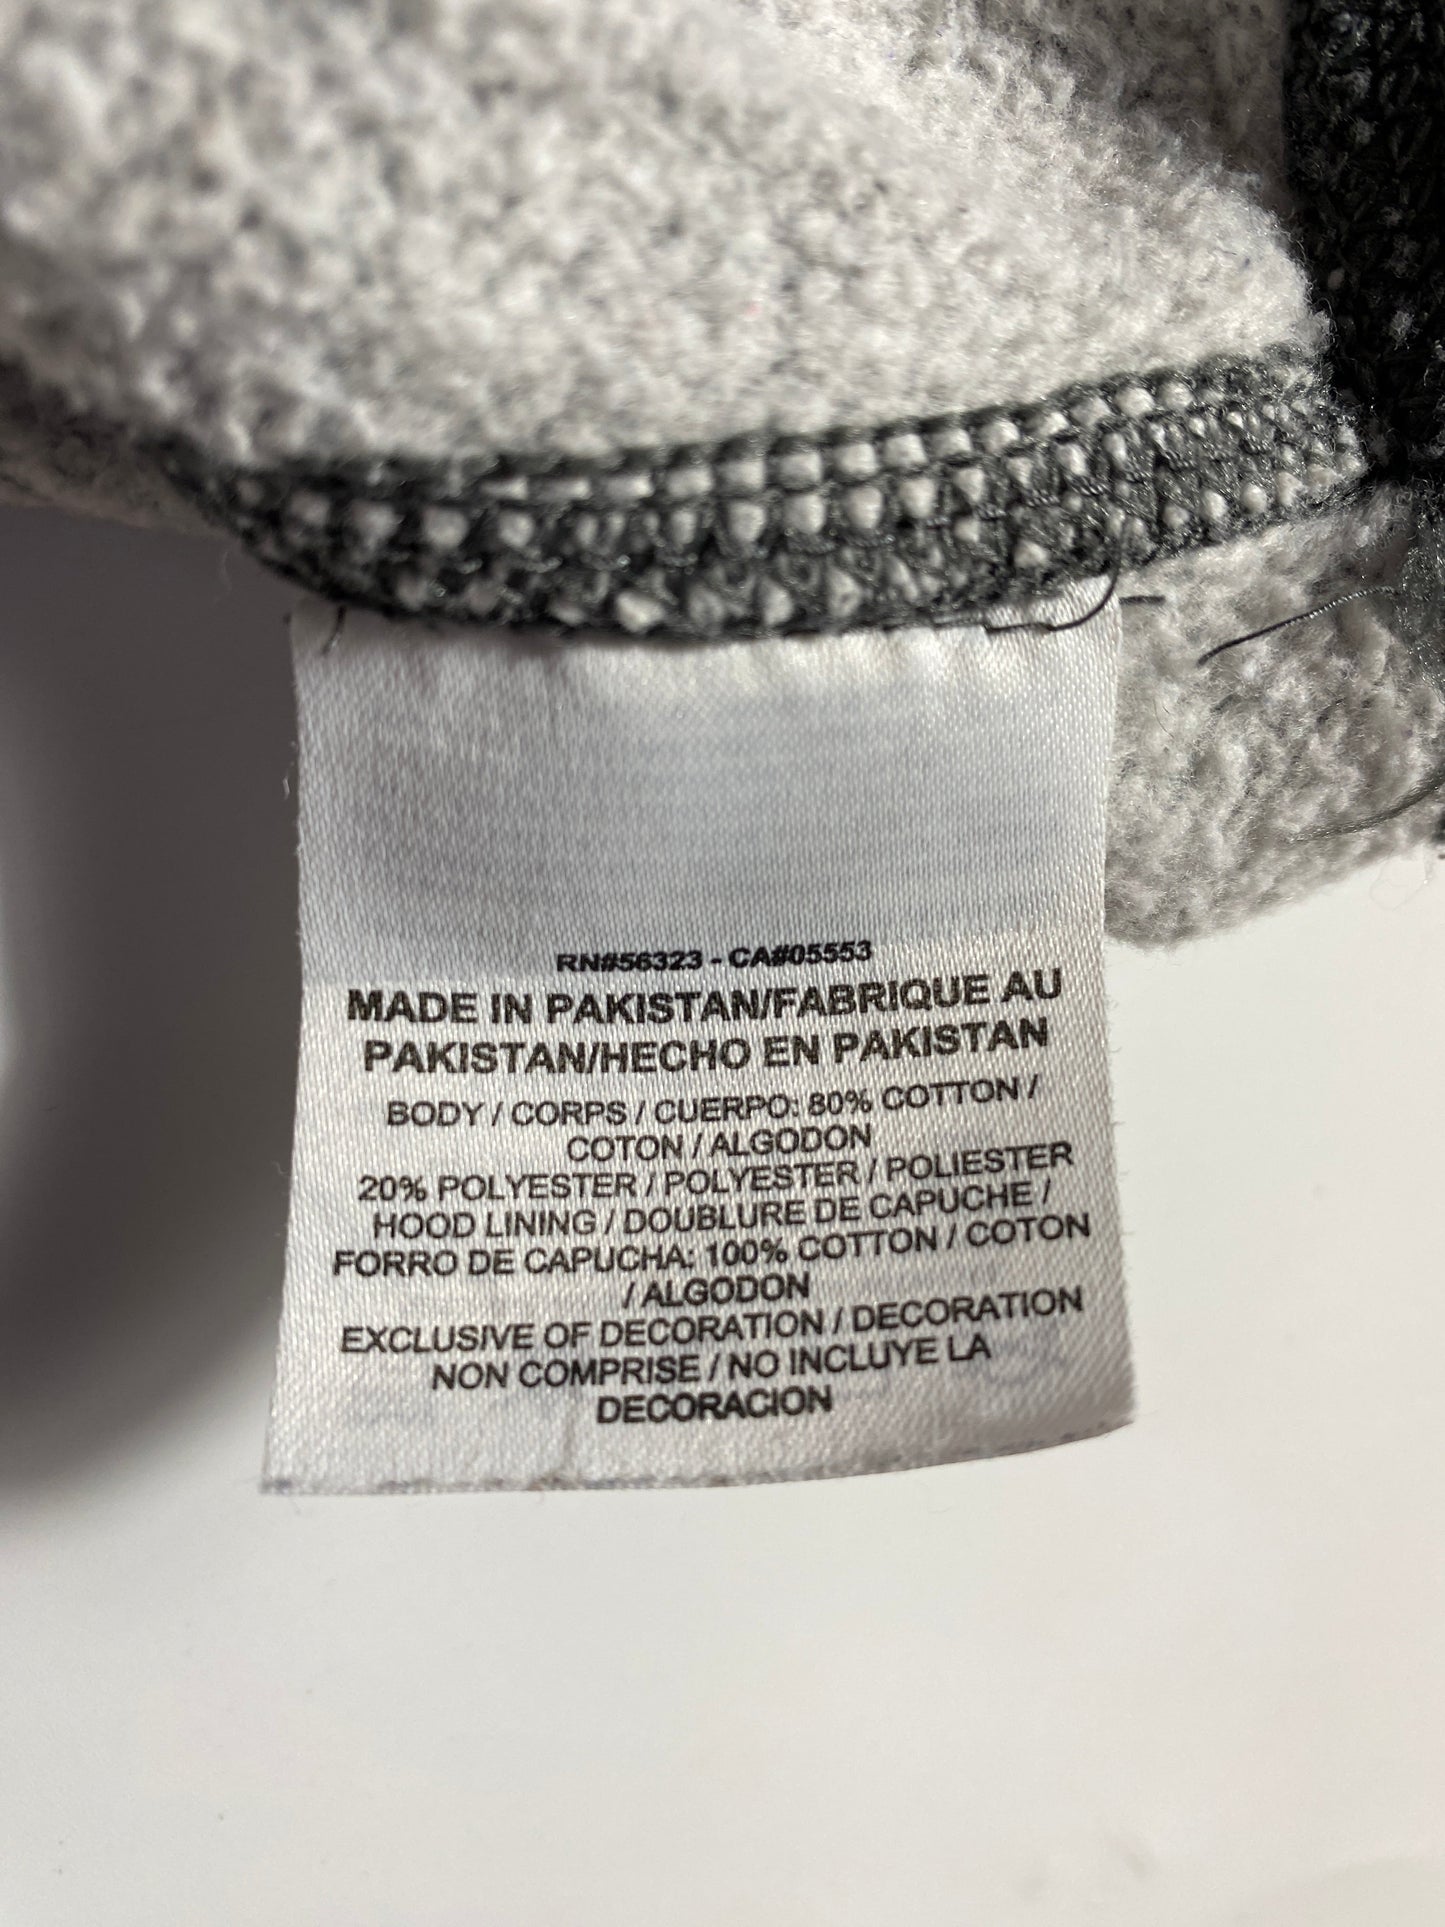 RN#56323 - CA#05553
MADE IN PAKISTAN/FABRIQUE AU
PAKISTAN/HECHO EN PAKISTAN
BODY / CORPS / CUERPO: 80% COTTON /
COTON / ALGODON
20% POLYESTER / POLYESTER / POLIESTER
HOOD LINING / DOUBLURE DE CAPUCHE /
FORRO DE CAPUCHA: 100% COTTON / COTON
/ ALGODON
EXCLUSIVE OF DECORATION / DECORATION
NON COMPRISE / NO INCLUYE LA
DECORACION